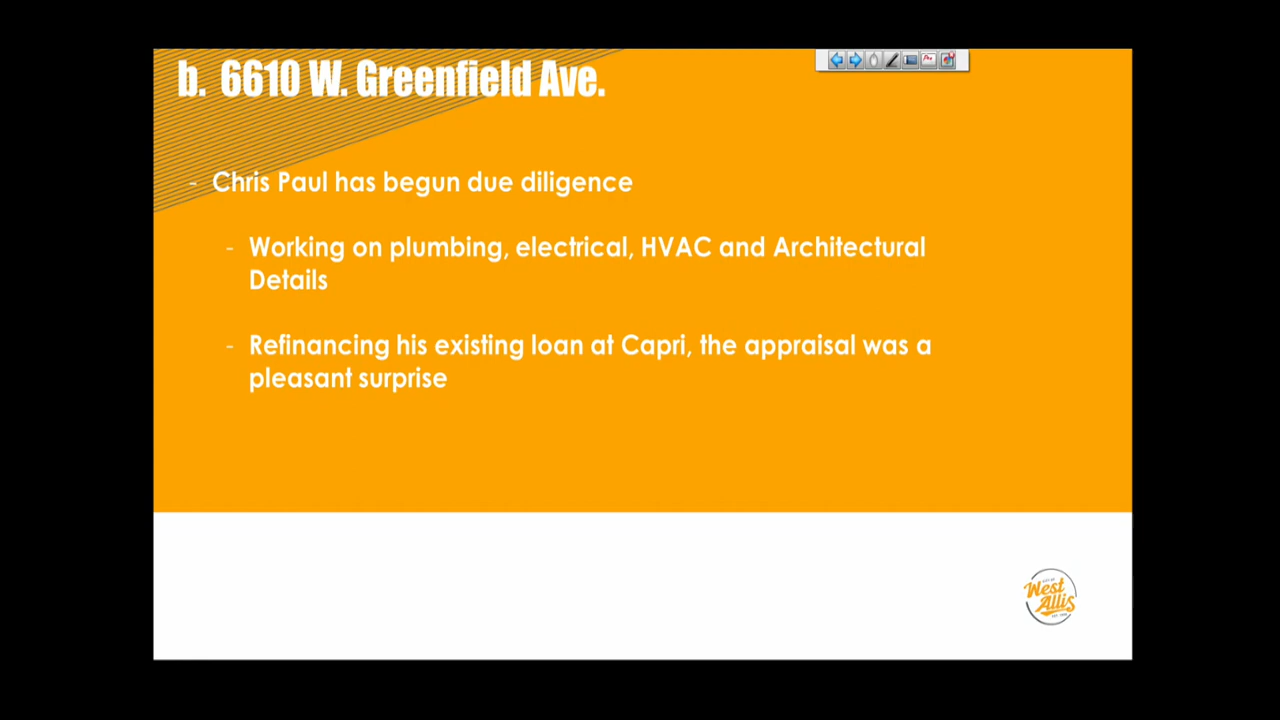 b. 6610 W. Greenfield Ave.
- Chris Paul has begun due diligence
- Working on plumbing, electrical, HVAC and Architectural
Details
- Refinancing his existing loan at Capri, the appraisal was a
pleasant surprise
West
Allis